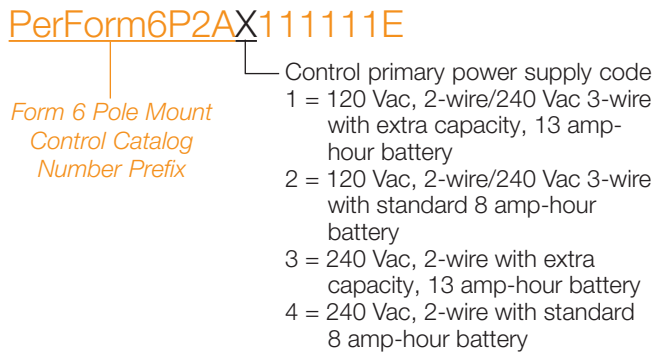 PerForm6P2AX111111E
Form 6 Pole Mount
Control Catalog
Number Prefix
Control primary power supply code
1 = 120 Vac, 2-wire/240 Vac 3-wire
with extra capacity, 13 amp-
hour battery
2 = 120 Vac, 2-wire/240 Vac 3-wire
with standard 8 amp-hour
battery
3 = 240 Vac, 2-wire with extra
capacity, 13 amp-hour battery
4 = 240 Vac, 2-wire with standard
8 amp-hour battery